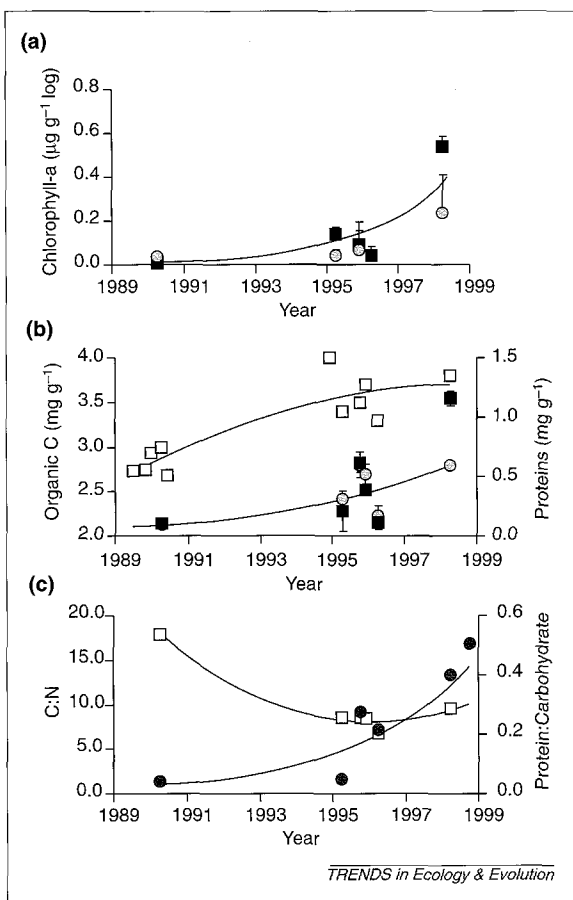 (a)
Chlorophyll-a (µg g⁻¹ log)
0.8
0.6
0.4
0.2
0.0
1989 1991 1993 1995 1997 1999
Year
(b)
Organic C (mg g⁻¹)
4.0
3.5
3.0
2.5
2.0
Proteins (mg g⁻¹)
1.5
1.0
0.5
0.0
1989 1991 1993 1995 1997 1999
Year
(c)
C:N
20.0
15.0
10.0
5.0
0.0
Protein:Carbohydrate
0.6
0.4
0.2
0.0
1989 1991 1993 1995 1997 1999
Year
TRENDS in Ecology & Evolution